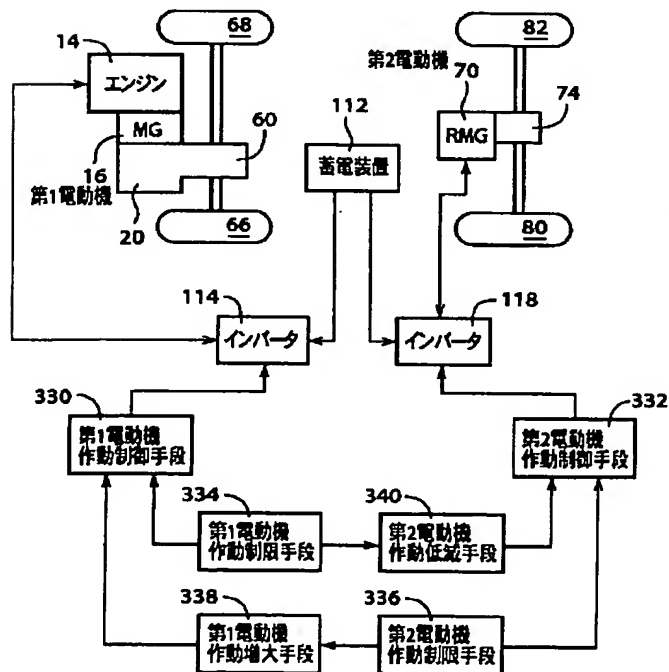 68
82
14
エンジン
第2電動機
70
74
MG
60
112
RMG
16
第1電動機
蓄電装置
20
66
80
114
118
インバータ
インバータ
330
332
第1電動機
作動制御手段
第2電動機
作動制御手段
334
340
第1電動機
作動制限手段
第2電動機
作動低減手段
338
336
第1電動機
作動増大手段
第2電動機
作動制限手段